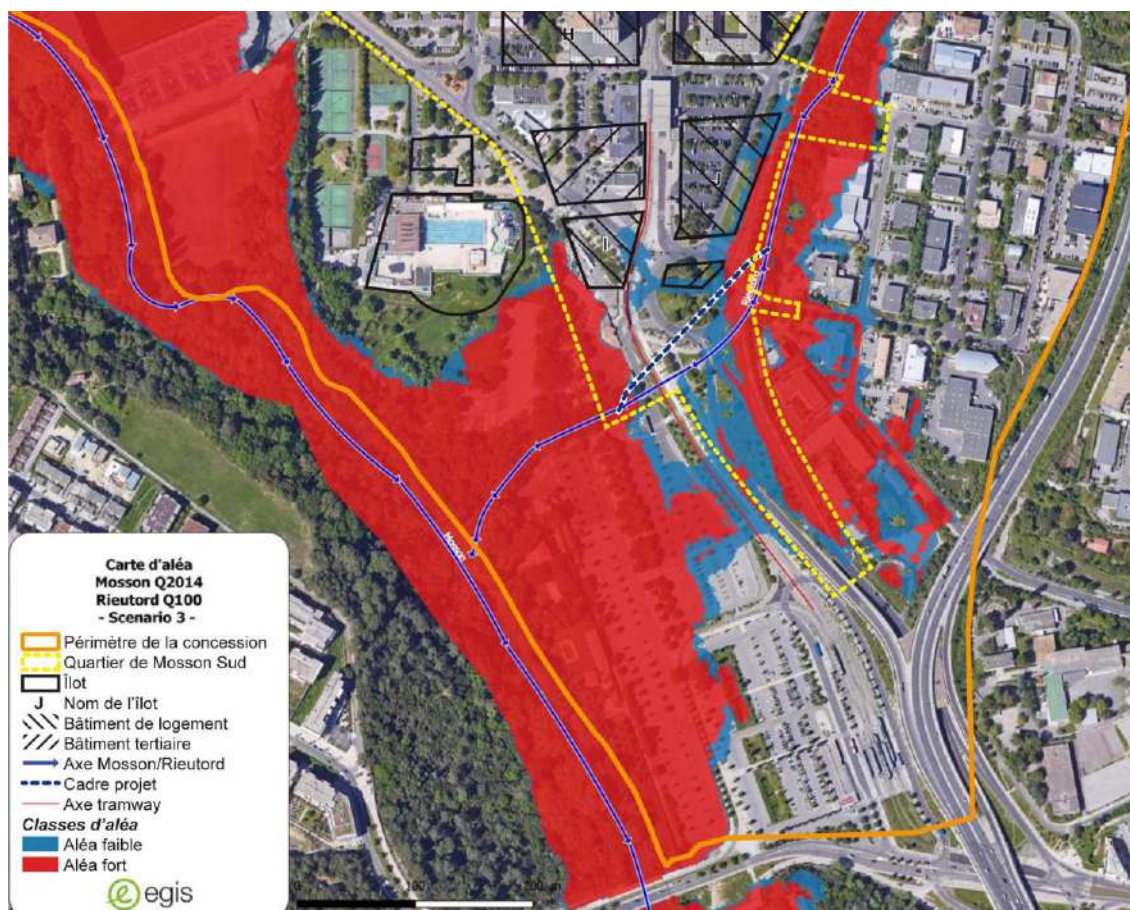 H
J
I
Mosson
Carte d'aléa
Mosson Q2014
Rieutord Q100
- Scenario 3 -
Périmètre de la concession
Quartier de Mosson Sud
Îlot
J Nom de l'îlot
Bâtiment de logement
Bâtiment tertiaire
Axe Mosson/Rieutord
Cadre projet
Axe tramway
Classes d'aléa
Aléa faible
Aléa fort
egis
0 100 200 m